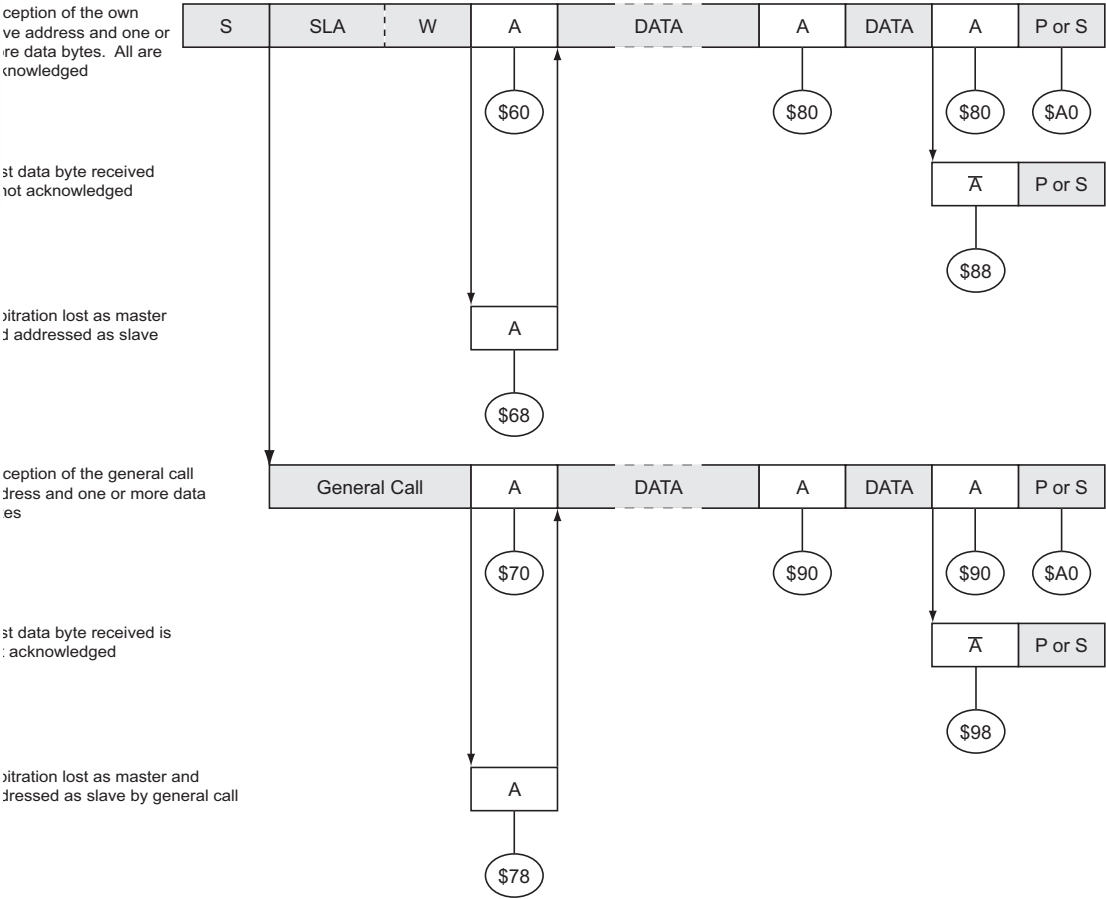 ception of the own
ve address and one or
re data bytes. All are
knowledged
S
SLA
W
A
DATA
A
DATA
A
P or S
$60
$80
$80
$A0
st data byte received
not acknowledged
A̅
P or S
$88
bitration lost as master
d addressed as slave
A
$68
ception of the general call
dress and one or more data
es
General Call
A
DATA
A
DATA
A
P or S
$70
$90
$90
$A0
st data byte received is
t acknowledged
A̅
P or S
$98
bitration lost as master and
dressed as slave by general call
A
$78